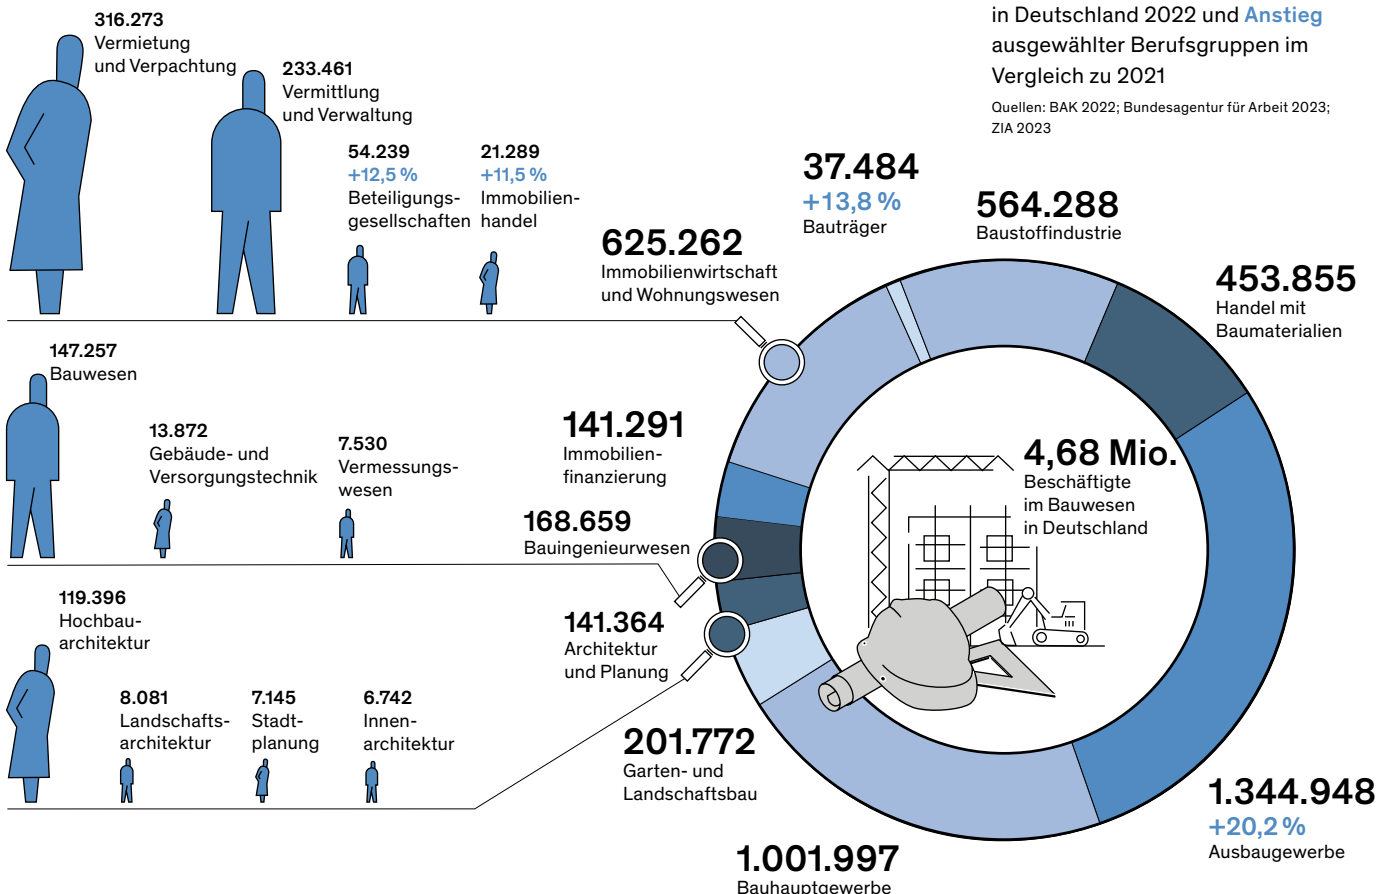 in Deutschland 2022 und Anstieg
ausgewählter Berufsgruppen im
Vergleich zu 2021
Quellen: BAK 2022; Bundesagentur für Arbeit 2023;
ZIA 2023
316.273
Vermietung
und Verpachtung
233.461
Vermittlung
und Verwaltung
54.239
+12,5 %
Beteiligungs-
gesellschaften
21.289
+11,5 %
Immobilien-
handel
625.262
Immobilienwirtschaft
und Wohnungswesen
37.484
+13,8 %
Bauträger
564.288
Baustoffindustrie
453.855
Handel mit
Baumaterialien
147.257
Bauwesen
13.872
Gebäude- und
Versorgungstechnik
7.530
Vermessungs-
wesen
141.291
Immobilien-
finanzierung
168.659
Bauingenieurwesen
4,68 Mio.
Beschäftigte
im Bauwesen
in Deutschland
119.396
Hochbau-
architektur
8.081
Landschafts-
architektur
7.145
Stadt-
planung
6.742
Innen-
architektur
141.364
Architektur
und Planung
201.772
Garten- und
Landschaftsbau
1.001.997
Bauhauptgewerbe
1.344.948
+20,2 %
Ausbaugewerbe